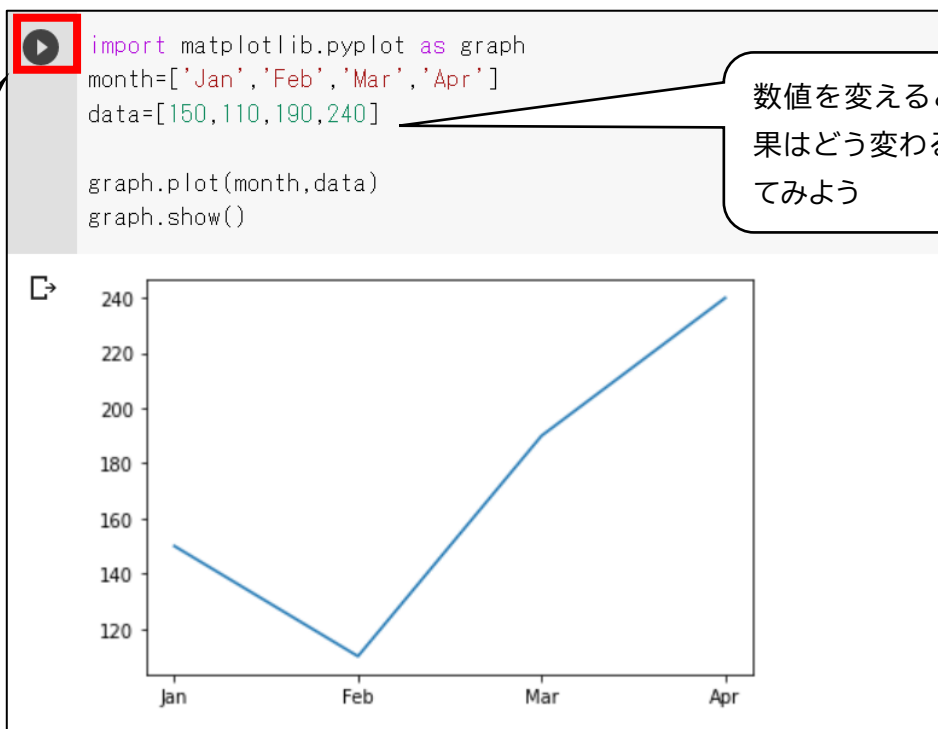 import matplotlib.pyplot as graph
month=['Jan','Feb','Mar','Apr']
data=[150,110,190,240]
graph.plot(month,data)
graph.show()
数値を変える
果はどう変わ
てみよう
240
220
200
180
160
140
120
Jan Feb Mar Apr